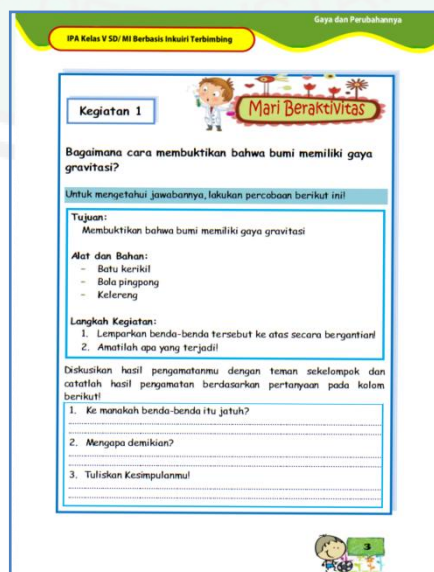 Gaya dan Perubahannya
IPA Kelas V SD/ MI Berbasis Inkuiri Terbimbing
Kegiatan 1
Mari Beraktivitas
Bagaimana cara membuktikan bahwa bumi memiliki gaya
gravitasi?
Untuk mengetahui jawabannya, lakukan percobaan berikut ini!
Tujuan:
Membuktikan bahwa bumi memiliki gaya gravitasi
Alat dan Bahan:
- Batu kerikil
- Bola pingpong
- Kelereng
Langkah Kegiatan:
1. Lemparkan benda-benda tersebut ke atas secara bergantian!
2. Amatilah apa yang terjadi!
Diskusikan hasil pengamatanmu dengan teman sekelompok dan
catatlah hasil pengamatan berdasarkan pertanyaan pada kolom
berikut!
1. Ke manakah benda-benda itu jatuh?
2. Mengapa demikian?
3. Tuliskan Kesimpulanmu!
3